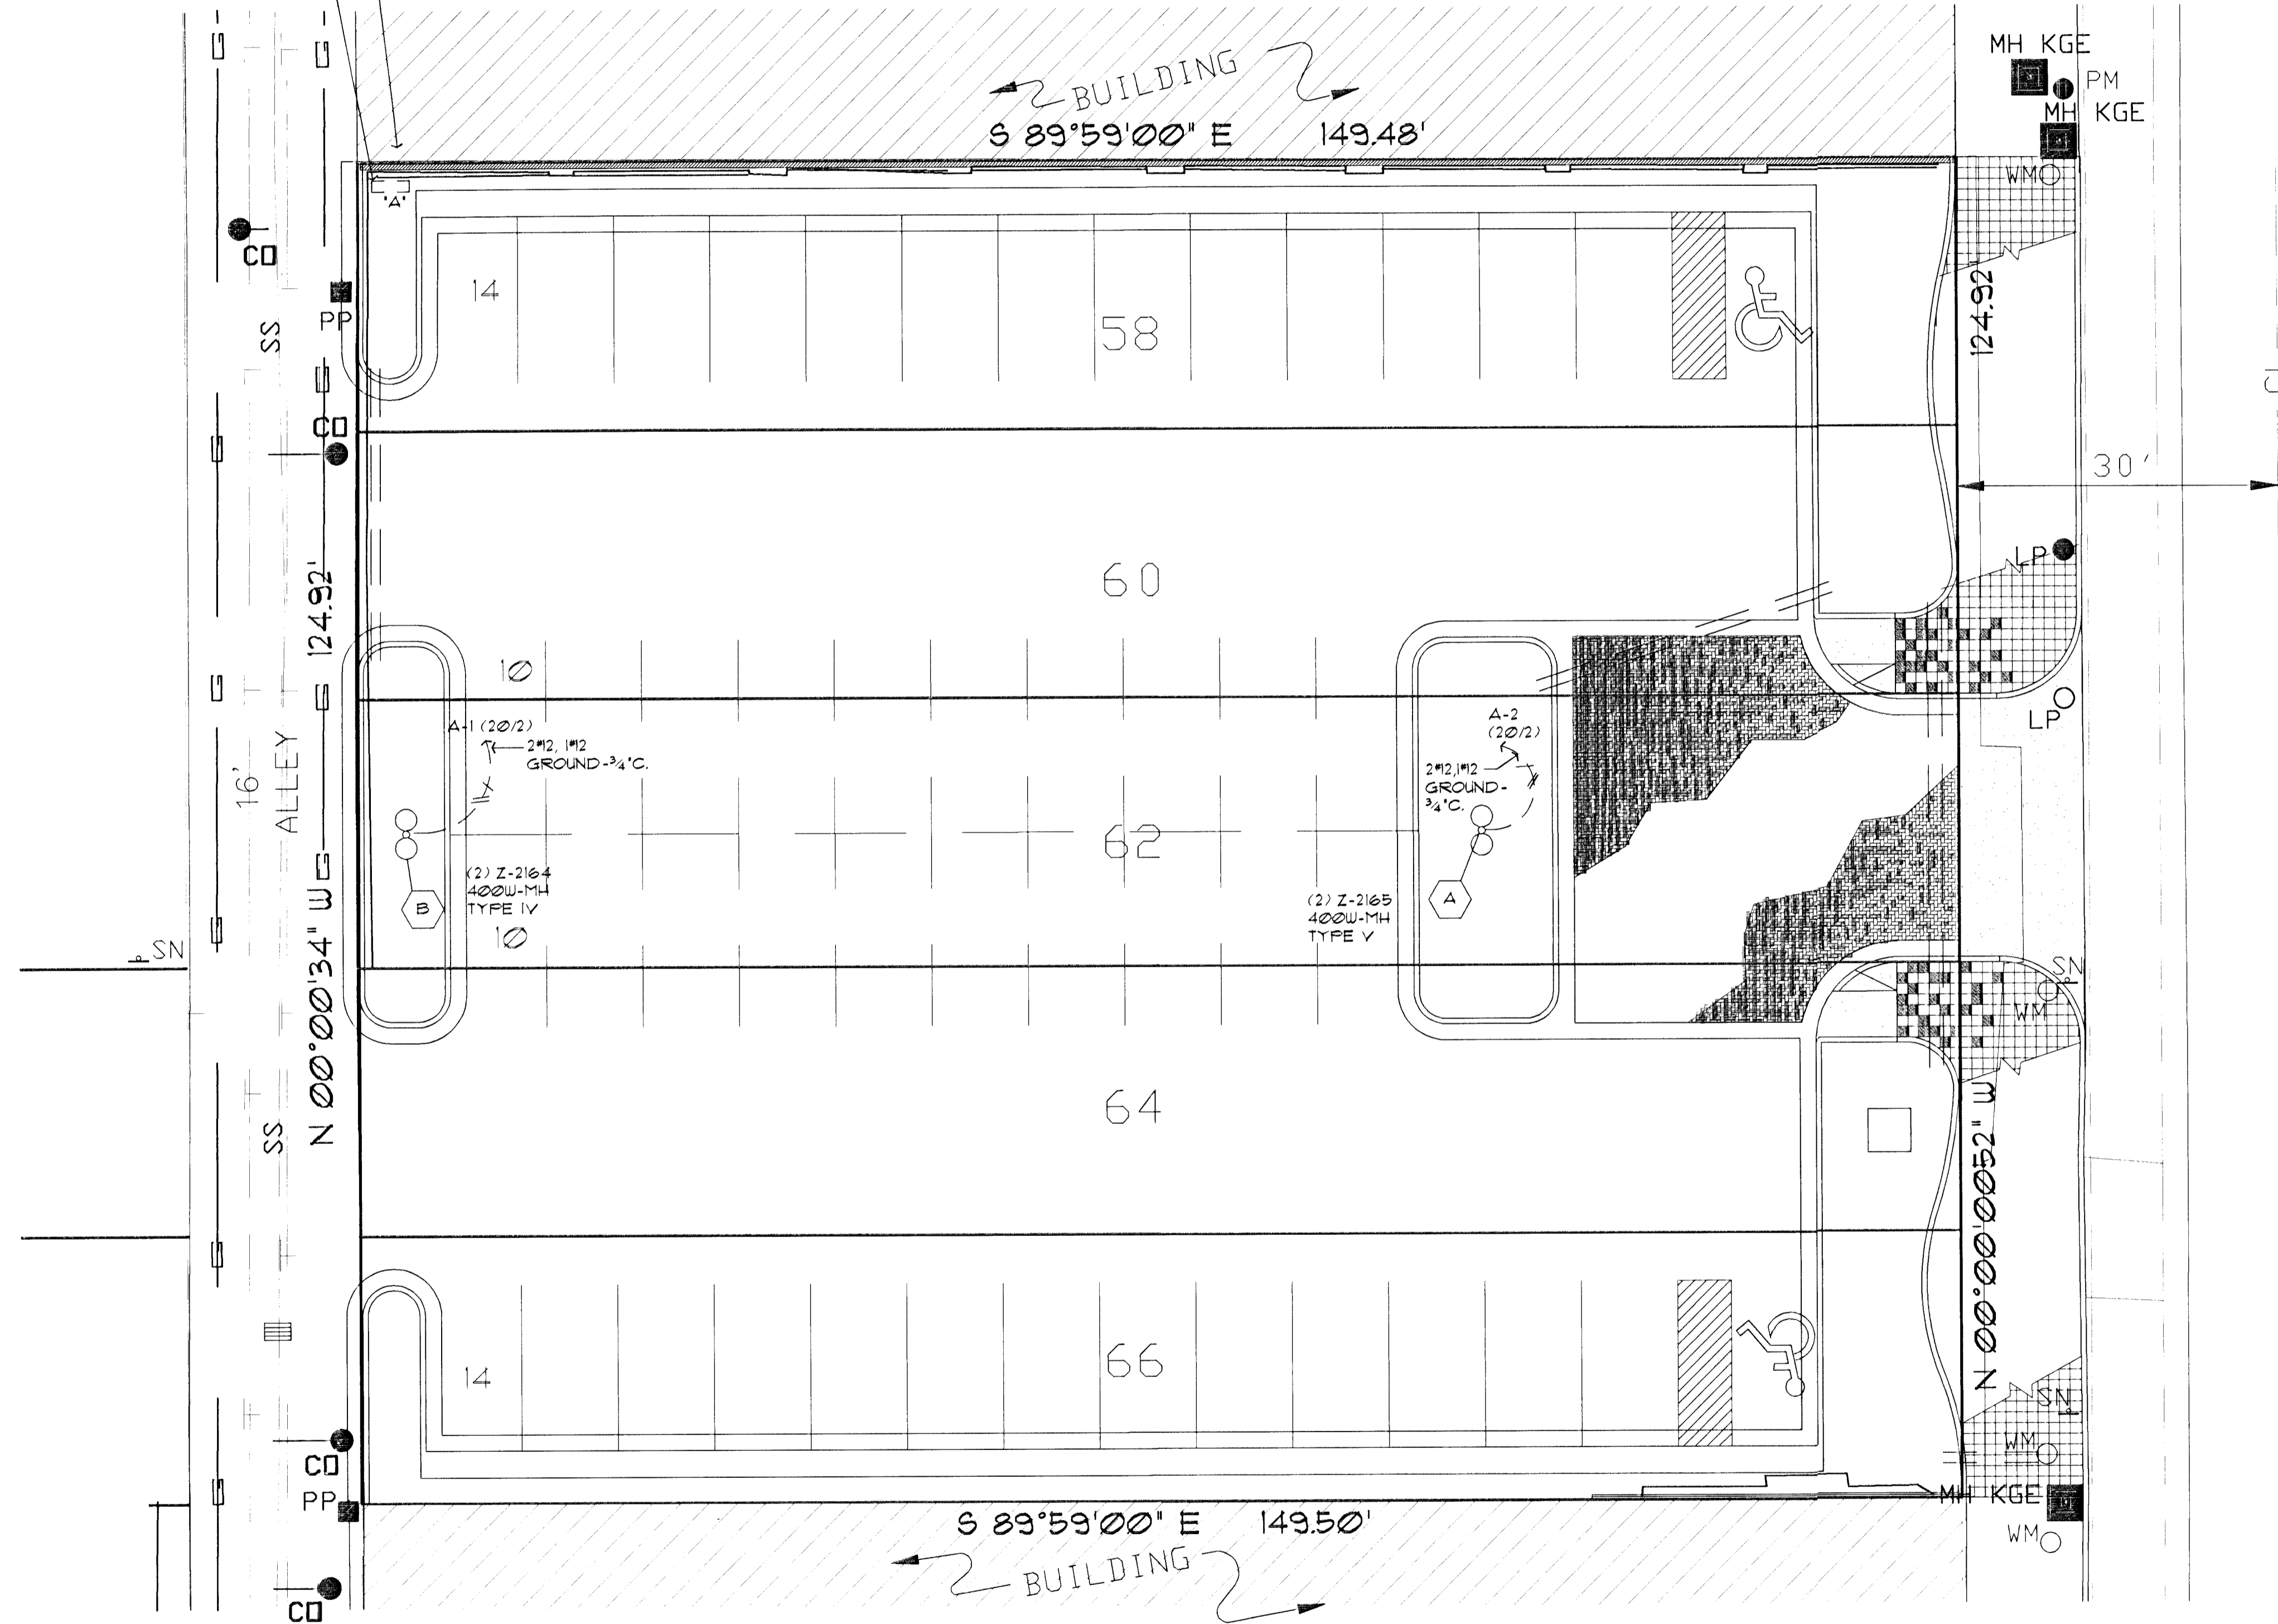 MH KGE
PM
MH KGE
BUILDING
S 89°59'00" E 149.48'
WM
"A"
CO
14
58
124.92'
PP
SS
CO
30'
60
LP
124.92'
10
LP
A-1 (20/2)
2#12, 1#12
GROUND-3/4"C.
A-2
(20/2)
2#12,1#12
GROUND-
3/4"C.
16'
ALLEY
62
(2) Z-2164
400W-MH
TYPE IV
B
A
(2) Z-2165
400W-MH
TYPE V
10
SN
SN
WM
N 00°00'34" W
64
SS
N 00°00'0052" W
66
14
SN
WM
CO
PP
MH KGE
S 89°59'00" E 149.50'
WM
BUILDING
CO